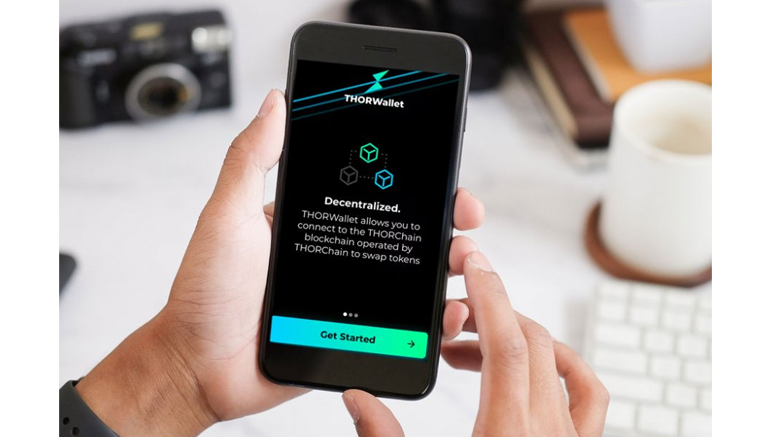 THORWallet
Decentralized.
THORWallet allows you to
connect to the THORChain
blockchain operated by
THORChain to swap tokens
Get Started